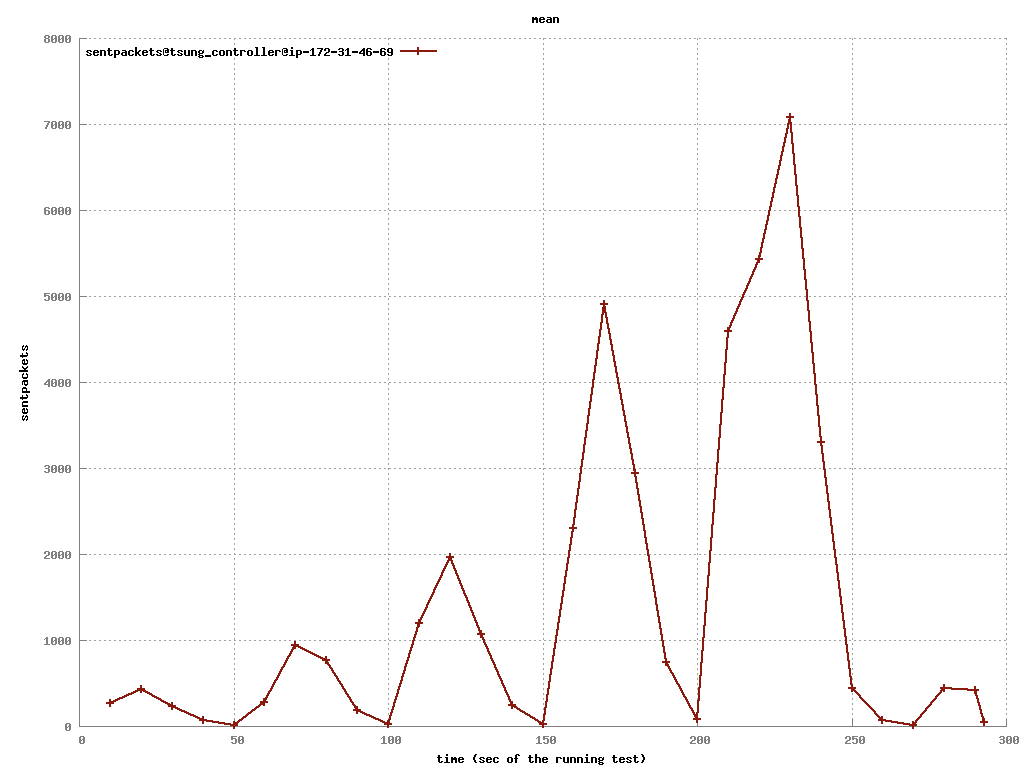 mean
8000
sentpackets@tsung_controller@ip-172-31-46-69
7000
6000
5000
4000
3000
2000
1000
0
sentpackets
0 50 100 150 200 250 300
time (sec of the running test)